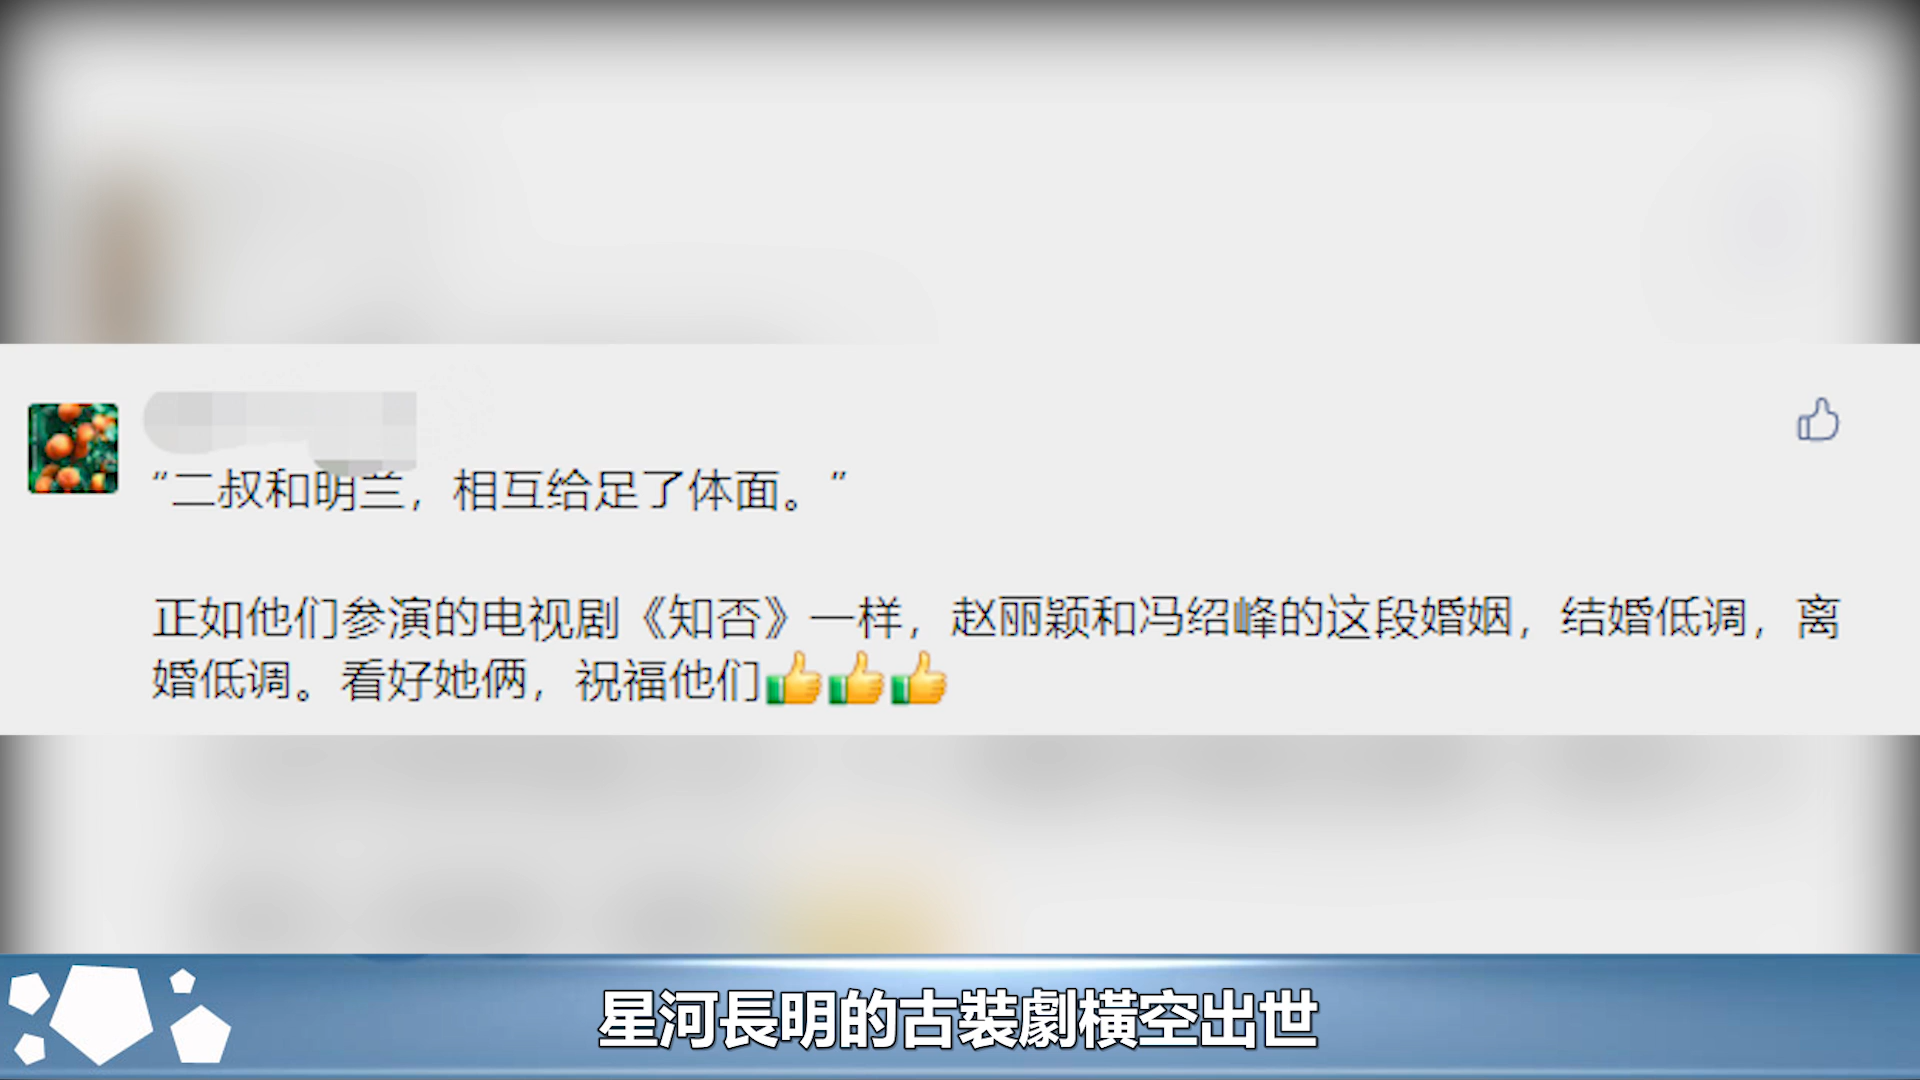 “二叔和明兰，相互给足了体面。”
正如他们参演的电视剧《知否》一样，赵丽颖和冯绍峰的这段婚姻，结婚低调，离
婚低调。看好她俩，祝福他们👍👍👍
星河長明的古裝劇橫空出世